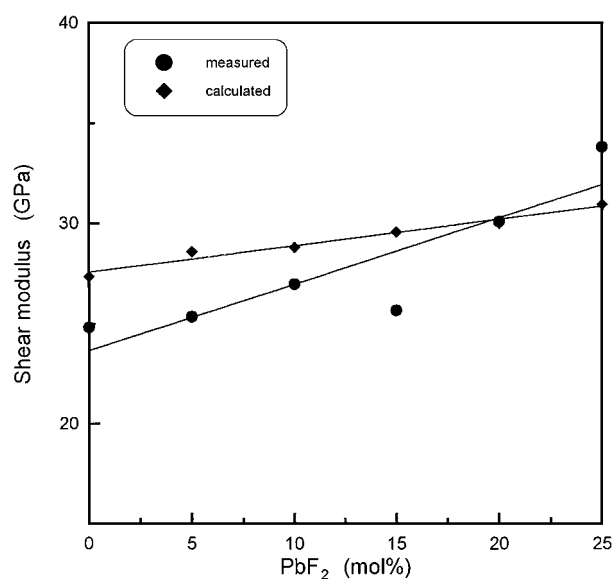 40
measured
calculated
30
20
Shear modulus (GPa)
0 5 10 15 20 25
PbF₂ (mol%)